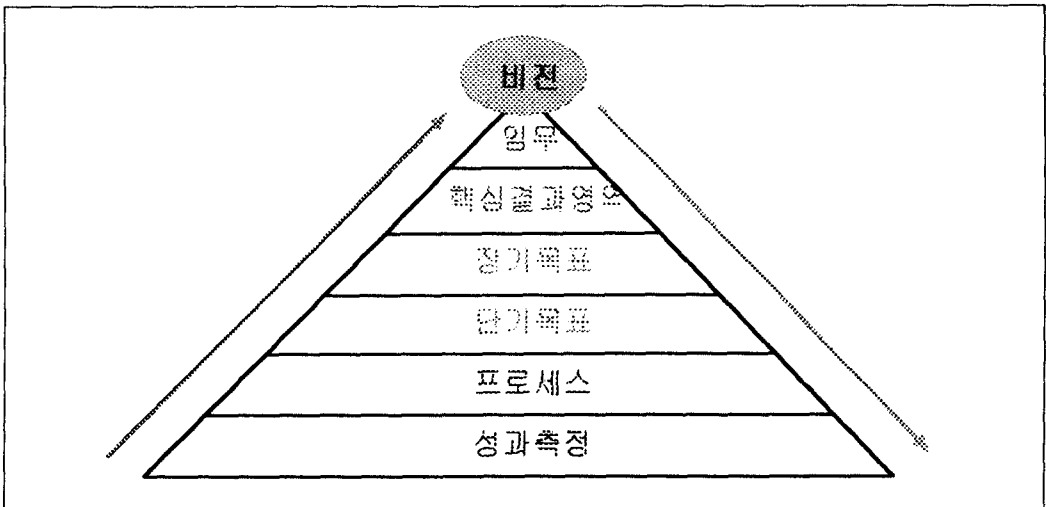 비전
임무
핵심결과영역
장기목표
단기목표
프로세스
성과측정